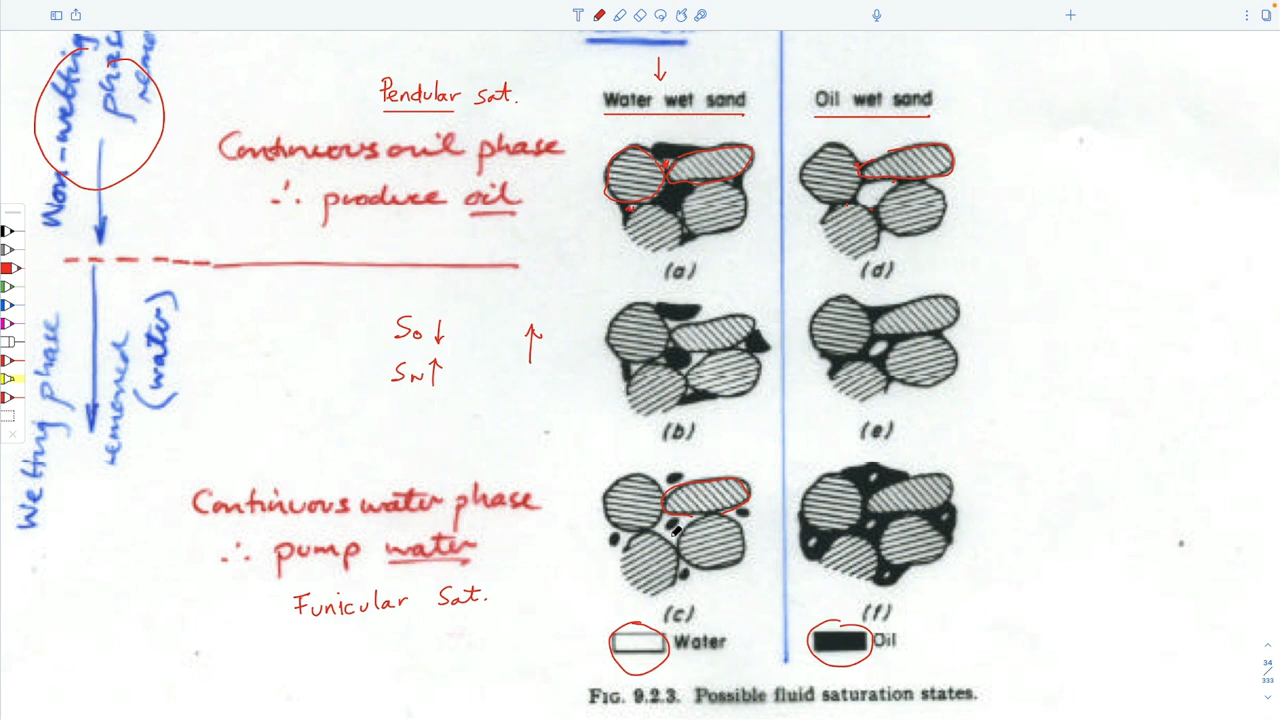 Non-wetting
phase
Pendular sat.
Continuous oil phase
∴ produce oil
Wetting phase
removed
(water)
So ↓
SN ↑
Continuous water phase
∴ pump water
Funicular Sat.
Water wet sand
Oil wet sand
(a)
(d)
(b)
(e)
(c)
(f)
Water
Oil
FIG. 9.2.3. Possible fluid saturation states.
34
333